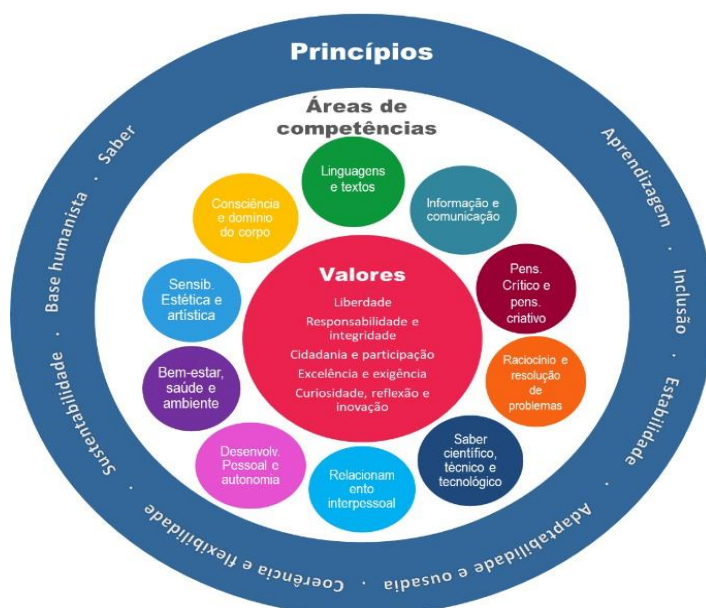 Princípios
Áreas de
competências
Linguagens
e textos
Informação e
comunicação
Pens.
Crítico e
pens.
criativo
Raciocínio e
resolução
de
problemas
Saber
científico,
técnico e
tecnológico
Relacionam
ento
interpessoal
Desenvolv.
Pessoal e
autonomia
Bem-estar,
saúde e
ambiente
Sensib.
Estética e
artística
Consciência
e domínio
do corpo
Valores
Liberdade
Responsabilidade e
integridade
Cidadania e participação
Excelência e exigência
Curiosidade, reflexão e
inovação
Aprendizagem · Inclusão · Estabilidade · Adaptabilidade e ousadia · Coerência e flexibilidade · Sustentabilidade · Base humanista · Saber